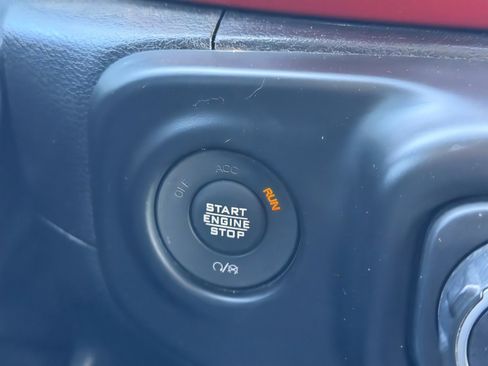 OFF
ACC
RUN
START
ENGINE
STOP